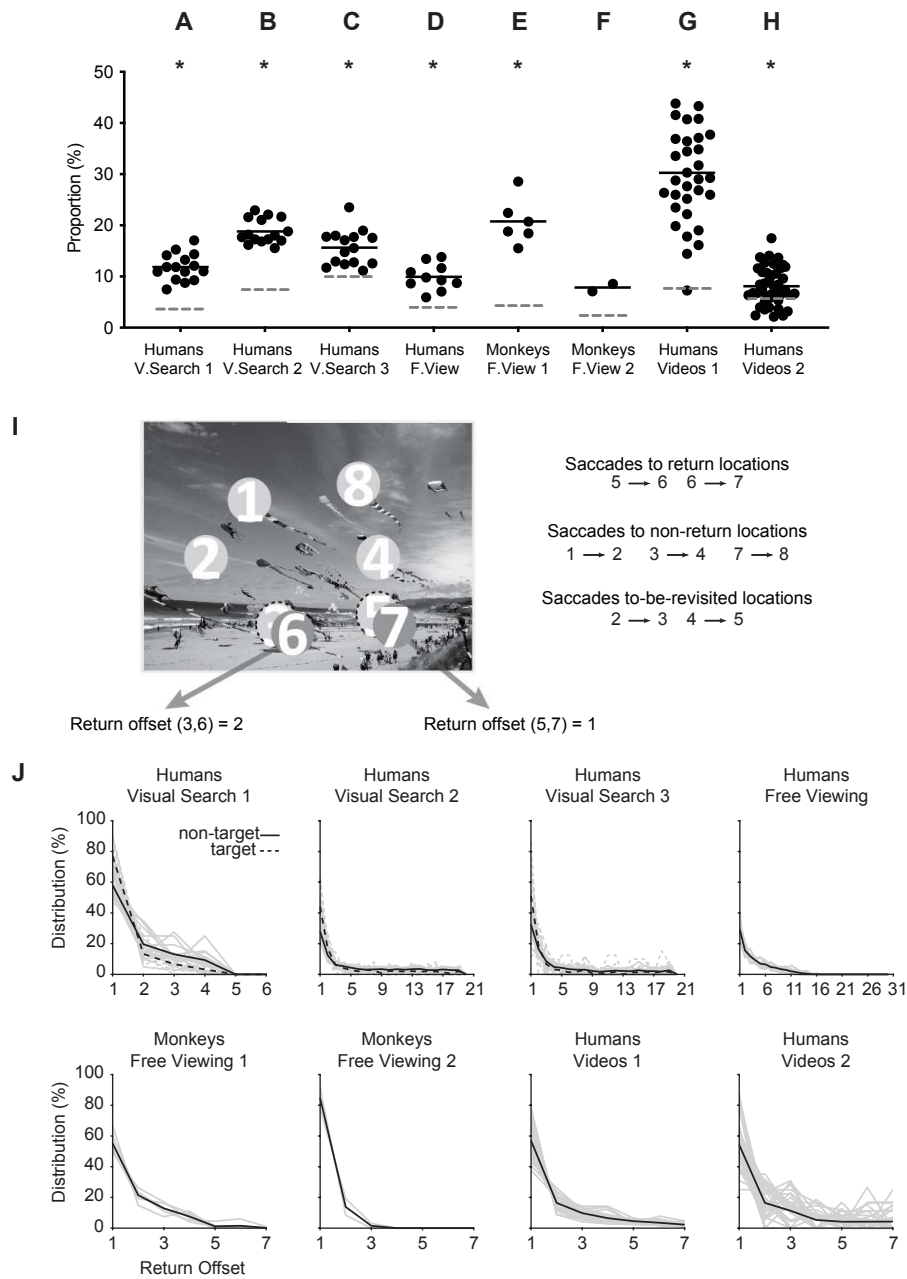 A B C D E F G H
* * * * * * *
50
40
30
20
10
0
Proportion (%)
Humans V.Search 1
Humans V.Search 2
Humans V.Search 3
Humans F.View
Monkeys F.View 1
Monkeys F.View 2
Humans Videos 1
Humans Videos 2
I
1
8
2
4
3
5
6
7
Return offset (3,6) = 2
Return offset (5,7) = 1
Saccades to return locations
5 → 6 6 → 7
Saccades to non-return locations
1 → 2 3 → 4 7 → 8
Saccades to-be-revisited locations
2 → 3 4 → 5
J
Humans
Visual Search 1
Humans
Visual Search 2
Humans
Visual Search 3
Humans
Free Viewing
non-target
target
100
80
60
40
20
0
Distribution (%)
1 2 3 4 5 6
1 5 9 13 17 21
1 5 9 13 17 21
1 6 11 16 21 26 31
Monkeys
Free Viewing 1
Monkeys
Free Viewing 2
Humans
Videos 1
Humans
Videos 2
100
80
60
40
20
0
Distribution (%)
1 3 5 7
1 3 5 7
1 3 5 7
1 3 5 7
Return Offset